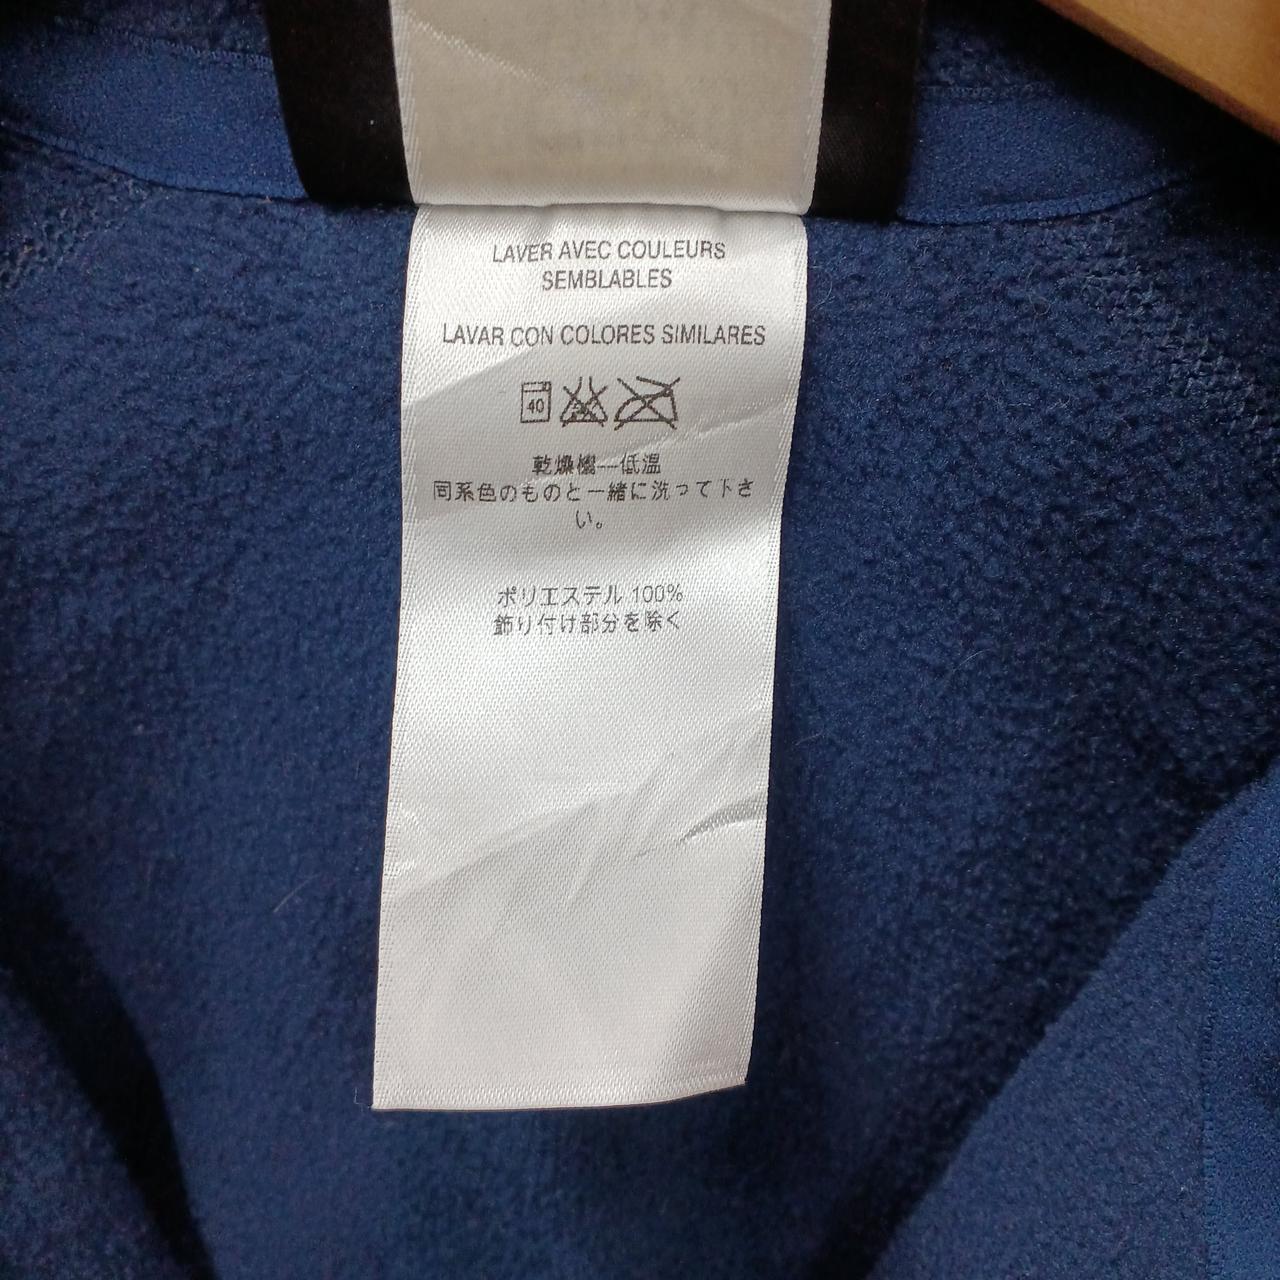 LAVER AVEC COULEURS
SEMBLABLES
LAVAR CON COLORES SIMILARES
40
乾燥機—低温
同系色のものと一緒に洗って下さ
い。
ポリエステル 100%
飾り付け部分を除く